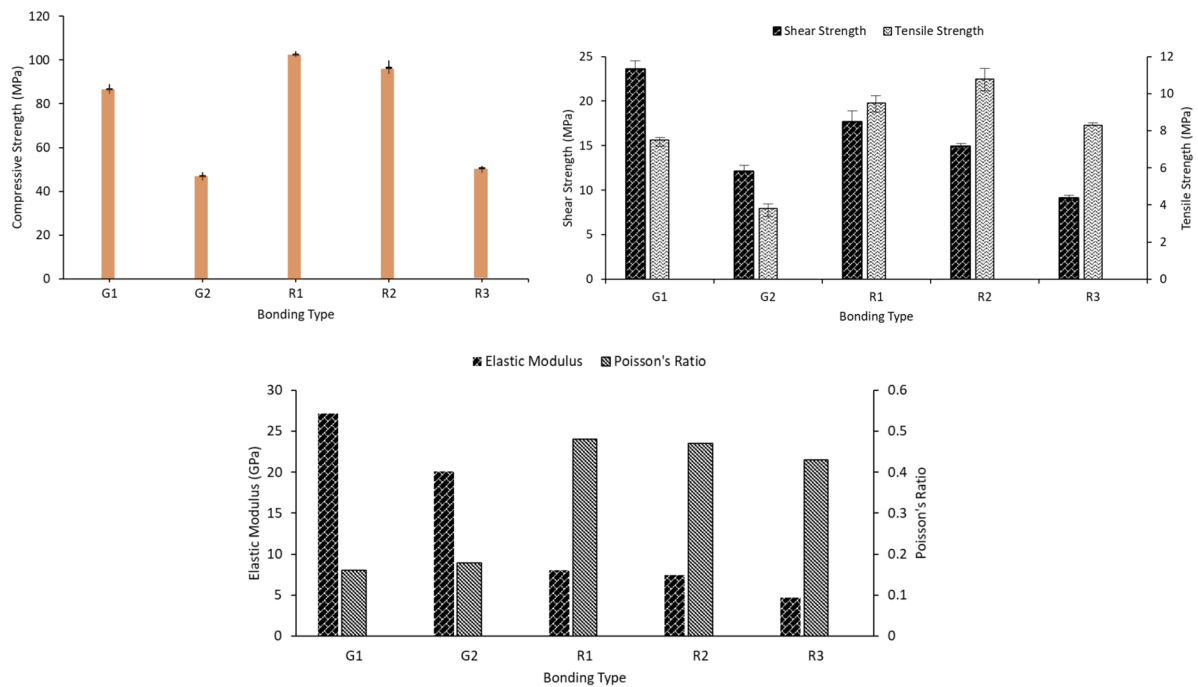 120
100
80
60
40
20
0
Compressive Strength (MPa)
G1 G2 R1 R2 R3
Bonding Type
Shear Strength Tensile Strength
25
20
15
10
5
0
Shear Strength (MPa)
12
10
8
6
4
2
0
Tensile Strength (MPa)
G1 G2 R1 R2 R3
Bonding Type
Elastic Modulus Poisson's Ratio
30
25
20
15
10
5
0
Elastic Modulus (GPa)
0.6
0.5
0.4
0.3
0.2
0.1
0
Poisson's Ratio
G1 G2 R1 R2 R3
Bonding Type